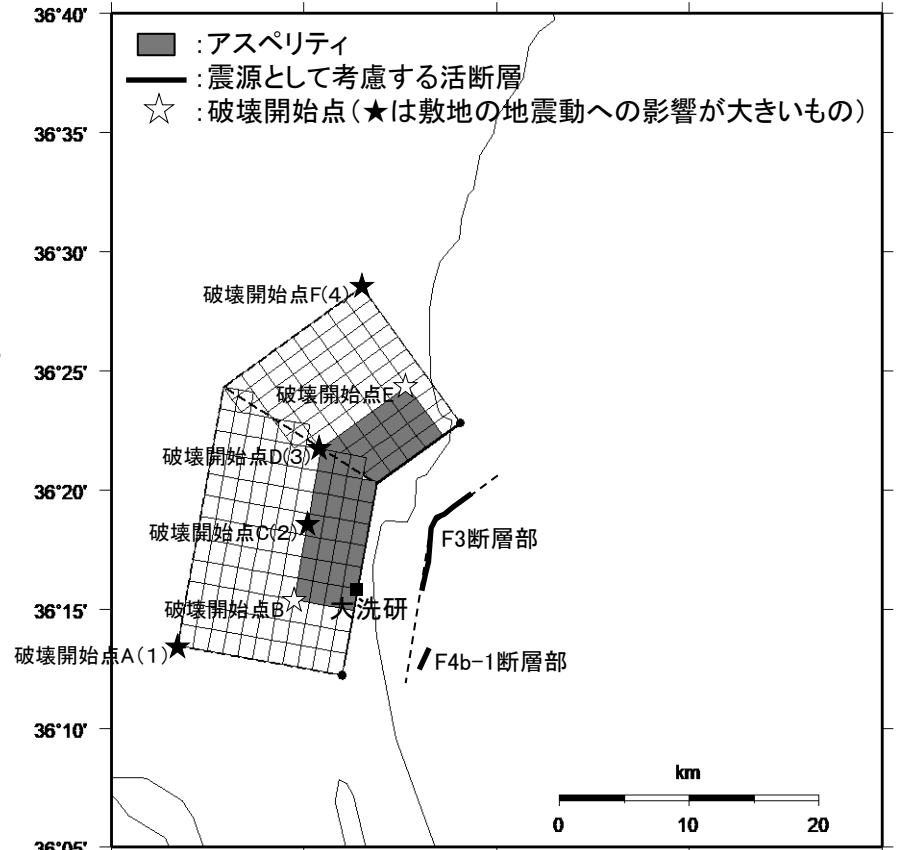 36°40'
：アスペリティ
：震源として考慮する活断層
☆：破壊開始点（★は敷地の地震動への影響が大きいもの）
36°35'
36°30'
破壊開始点F(4)
36°25'
破壊開始点E
破壊開始点D(3)
36°20'
破壊開始点C(2)
F3断層部
36°15'
破壊開始点B
大洗研
破壊開始点A(1)
F4b-1断層部
36°10'
km
0 10 20
36°05'